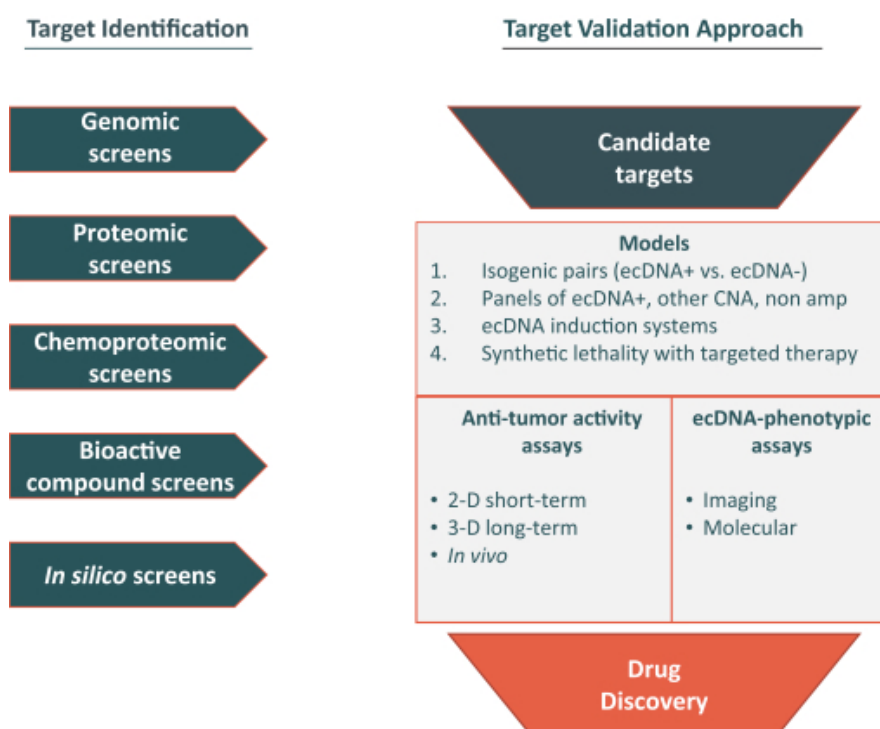 Target Identification
Genomic
screens
Proteomic
screens
Chemoproteomic
screens
Bioactive
compound screens
In silico screens
Target Validation Approach
Candidate
targets
Models
1. Isogenic pairs (ecDNA+ vs. ecDNA-)
2. Panels of ecDNA+, other CNA, non amp
3. ecDNA induction systems
4. Synthetic lethality with targeted therapy
Anti-tumor activity
assays
• 2-D short-term
• 3-D long-term
• In vivo
ecDNA-phenotypic
assays
• Imaging
• Molecular
Drug
Discovery